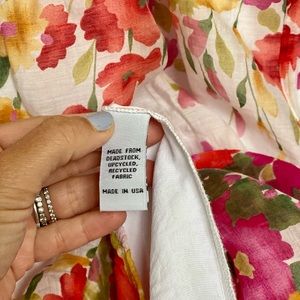 MADE FROM
DEADSTOCK,
UPCYCLED,
RECYCLED
FABRIC
MADE IN USA